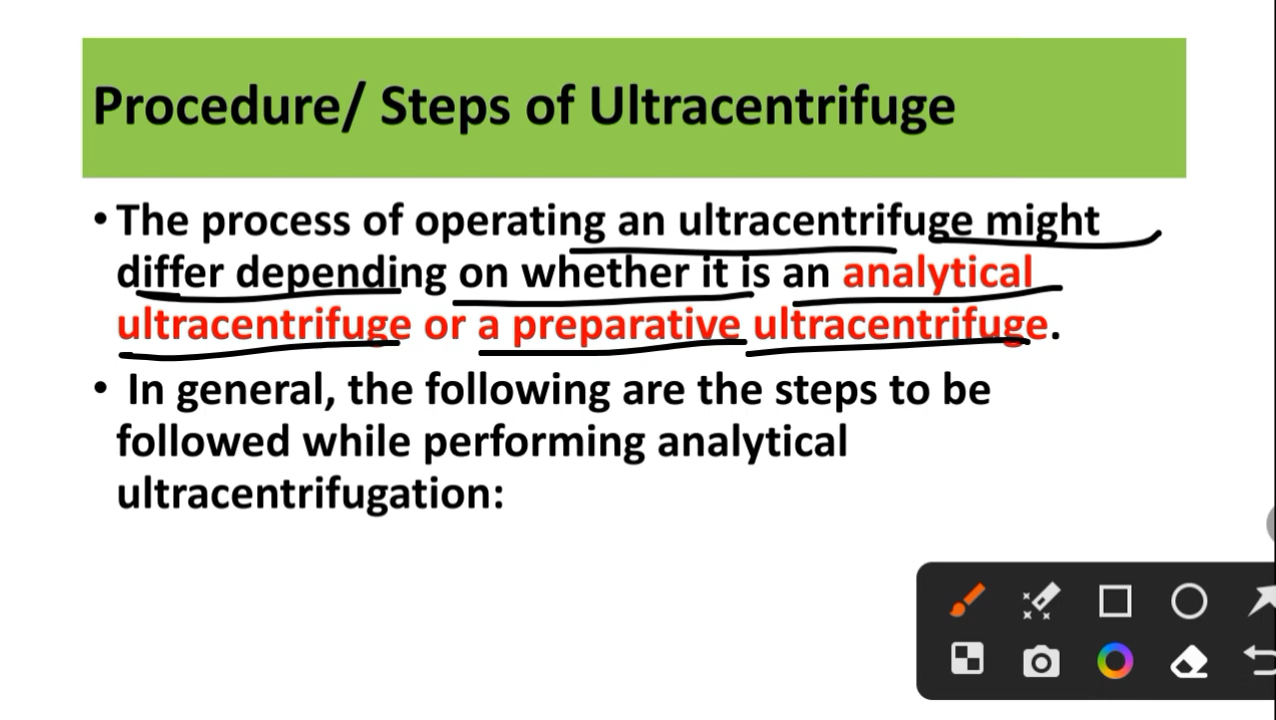 Procedure/ Steps of Ultracentrifuge
• The process of operating an ultracentrifuge might
differ depending on whether it is an analytical
ultracentrifuge or a preparative ultracentrifuge.
• In general, the following are the steps to be
followed while performing analytical
ultracentrifugation: